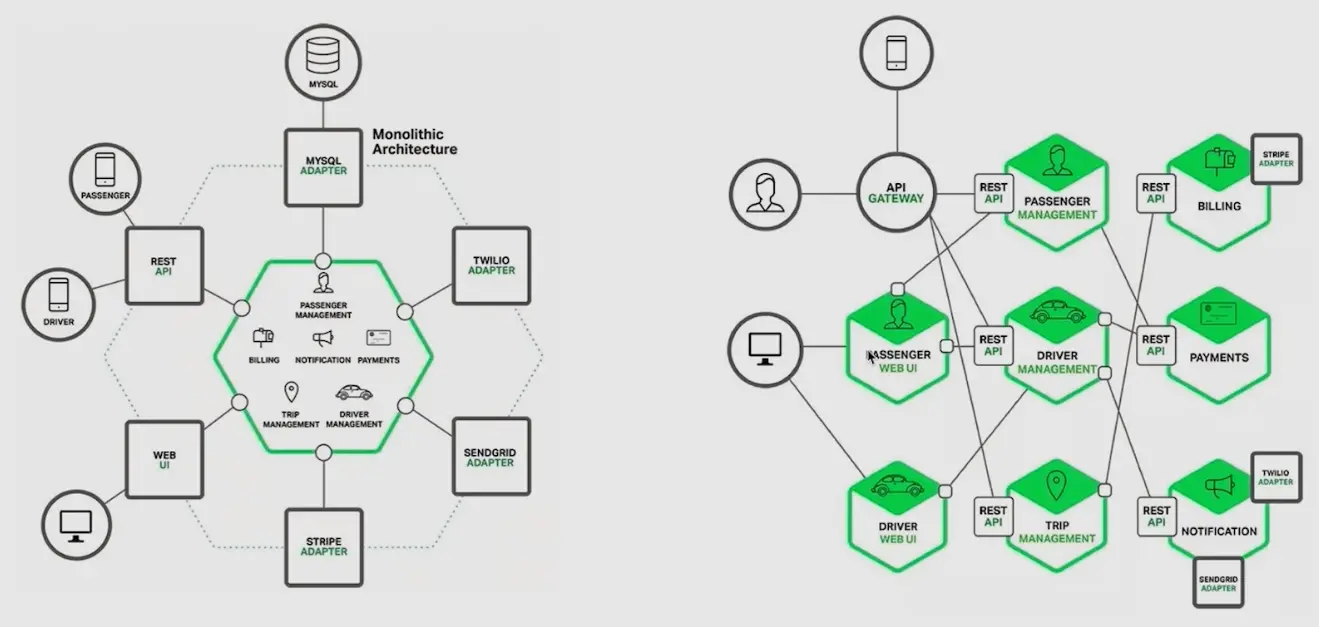 MYSQL
Monolithic
Architecture
MYSQL
ADAPTER
PASSENGER
REST
API
TWILIO
ADAPTER
DRIVER
PASSENGER
MANAGEMENT
BILLING
NOTIFICATION
PAYMENTS
TRIP
MANAGEMENT
DRIVER
MANAGEMENT
WEB
UI
SENDGRID
ADAPTER
STRIPE
ADAPTER
API
GATEWAY
REST
API
PASSENGER
MANAGEMENT
REST
API
BILLING
STRIPE
ADAPTER
PASSENGER
WEB UI
REST
API
DRIVER
MANAGEMENT
REST
API
PAYMENTS
DRIVER
WEB UI
REST
API
TRIP
MANAGEMENT
REST
API
NOTIFICATION
TWILIO
ADAPTER
SENDGRID
ADAPTER